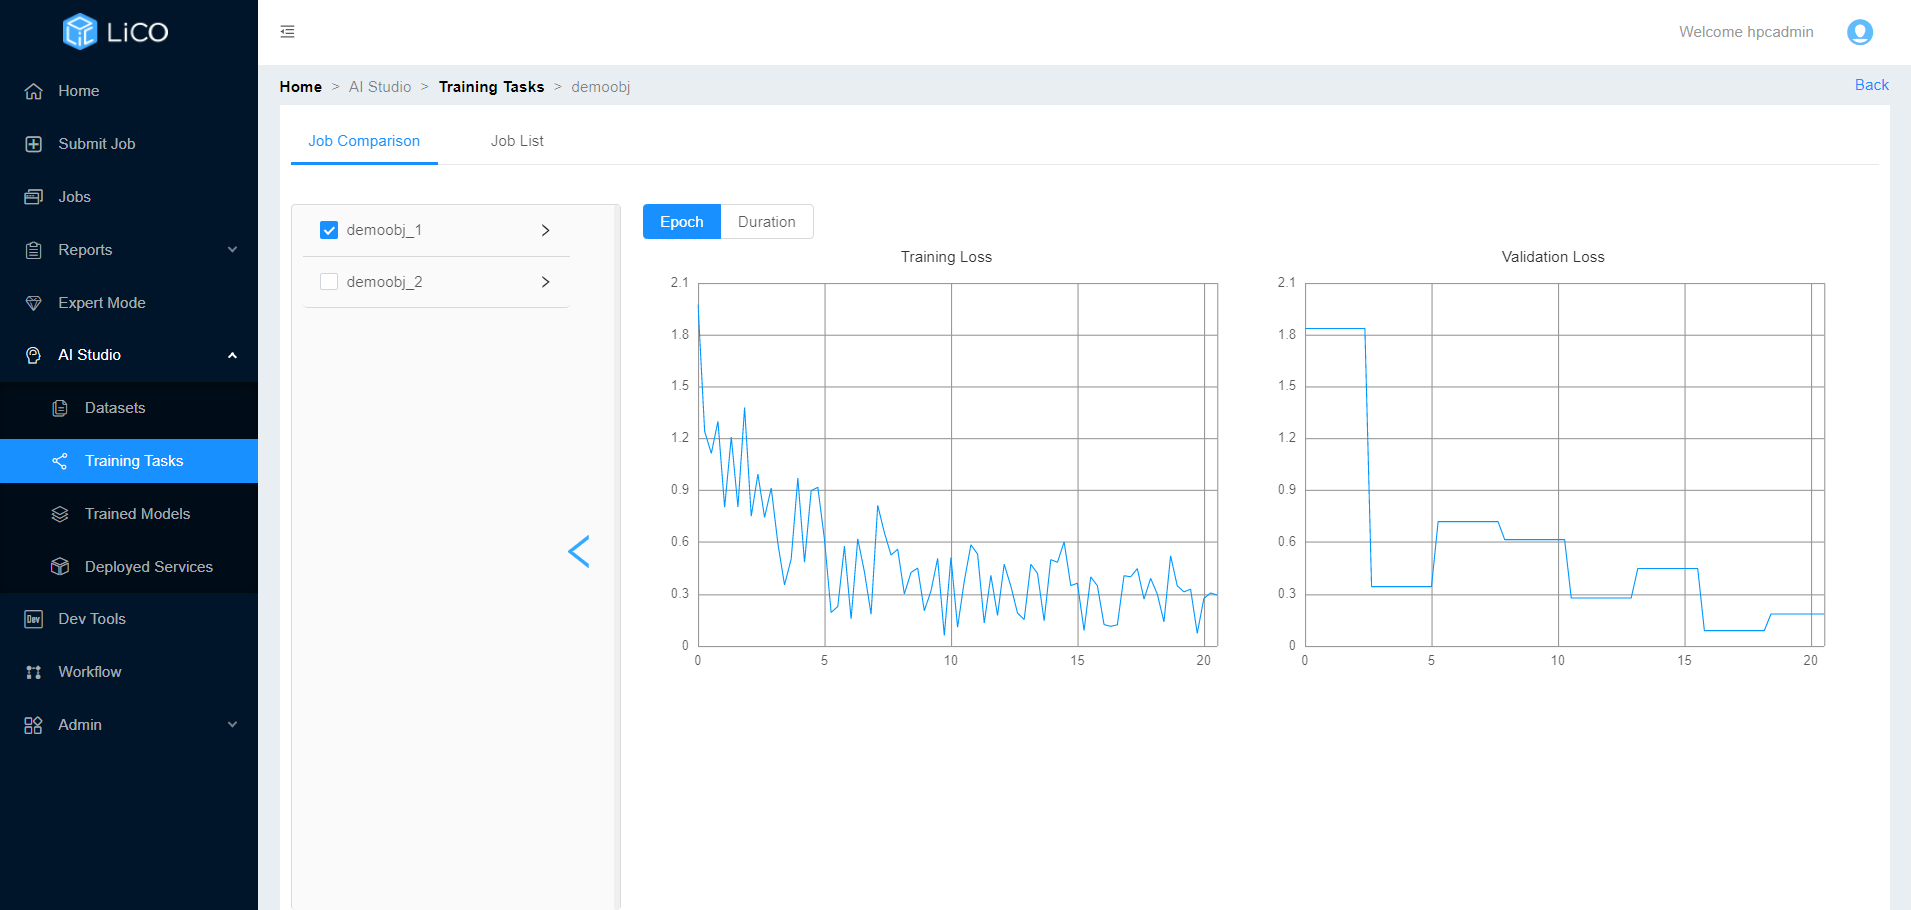 LiCO
Welcome hpcadmin
Home
Submit Job
Jobs
Reports
Expert Mode
AI Studio
Datasets
Training Tasks
Trained Models
Deployed Services
Dev
Dev Tools
Workflow
Admin
Home > AI Studio > Training Tasks > demoobj
Back
Job Comparison
Job List
demoobj_1
demoobj_2
Epoch
Duration
Training Loss
2.1
1.8
1.5
1.2
0.9
0.6
0.3
0
0 5 10 15 20
Validation Loss
2.1
1.8
1.5
1.2
0.9
0.6
0.3
0
0 5 10 15 20